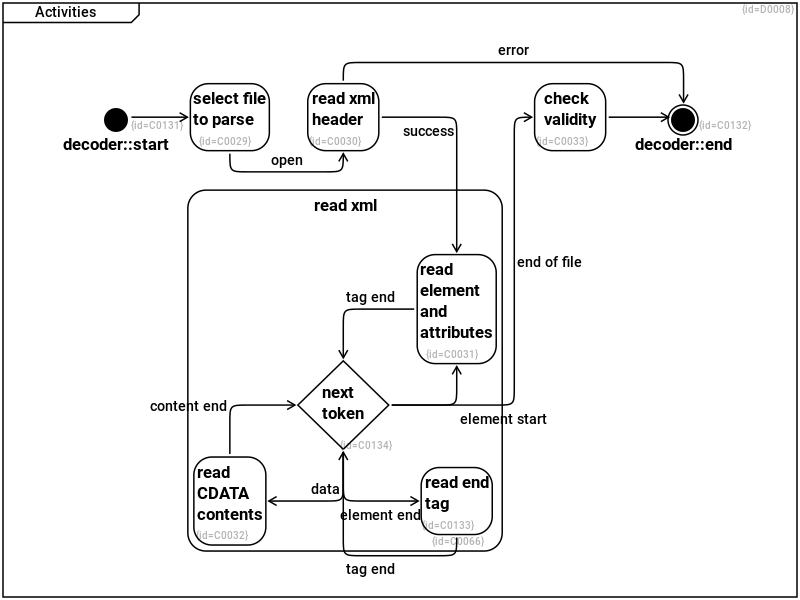 Activities
{id=D0008}
error
select file
to parse
{id=C0029}
read xml
header
{id=C0030}
check
validity
{id=C0033}
{id=C0131}
decoder::start
{id=C0132}
decoder::end
success
open
read xml
end of file
read
element
and
attributes
{id=C0031}
tag end
next
token
{id=C0134}
content end
element start
read
CDATA
contents
{id=C0032}
data
element end
read end
tag
{id=C0133}
{id=C0066}
tag end